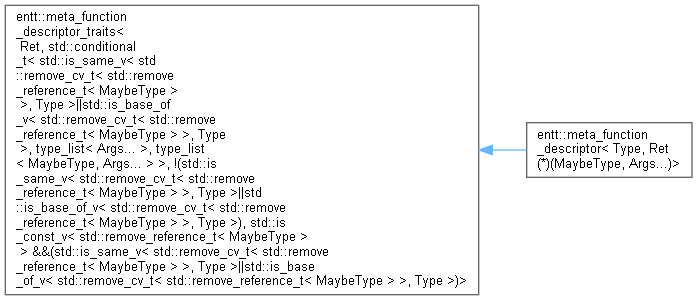 entt::meta_function
_descriptor_traits<
Ret, std::conditional
_t< std::is_same_v< std
::remove_cv_t< std::remove
_reference_t< MaybeType >
>, Type >||std::is_base_of
_v< std::remove_cv_t< std::remove
_reference_t< MaybeType > >, Type
>, type_list< Args... >, type_list
< MaybeType, Args... > >, !(std::is
_same_v< std::remove_cv_t< std::remove
_reference_t< MaybeType > >, Type >||std
::is_base_of_v< std::remove_cv_t< std::remove
_reference_t< MaybeType > >, Type >), std::is
_const_v< std::remove_reference_t< MaybeType >
> &&(std::is_same_v< std::remove_cv_t< std::remove
_reference_t< MaybeType > >, Type >||std::is_base
_of_v< std::remove_cv_t< std::remove_reference_t< MaybeType > >, Type >)>
entt::meta_function
_descriptor< Type, Ret
(*)(MaybeType, Args...)>